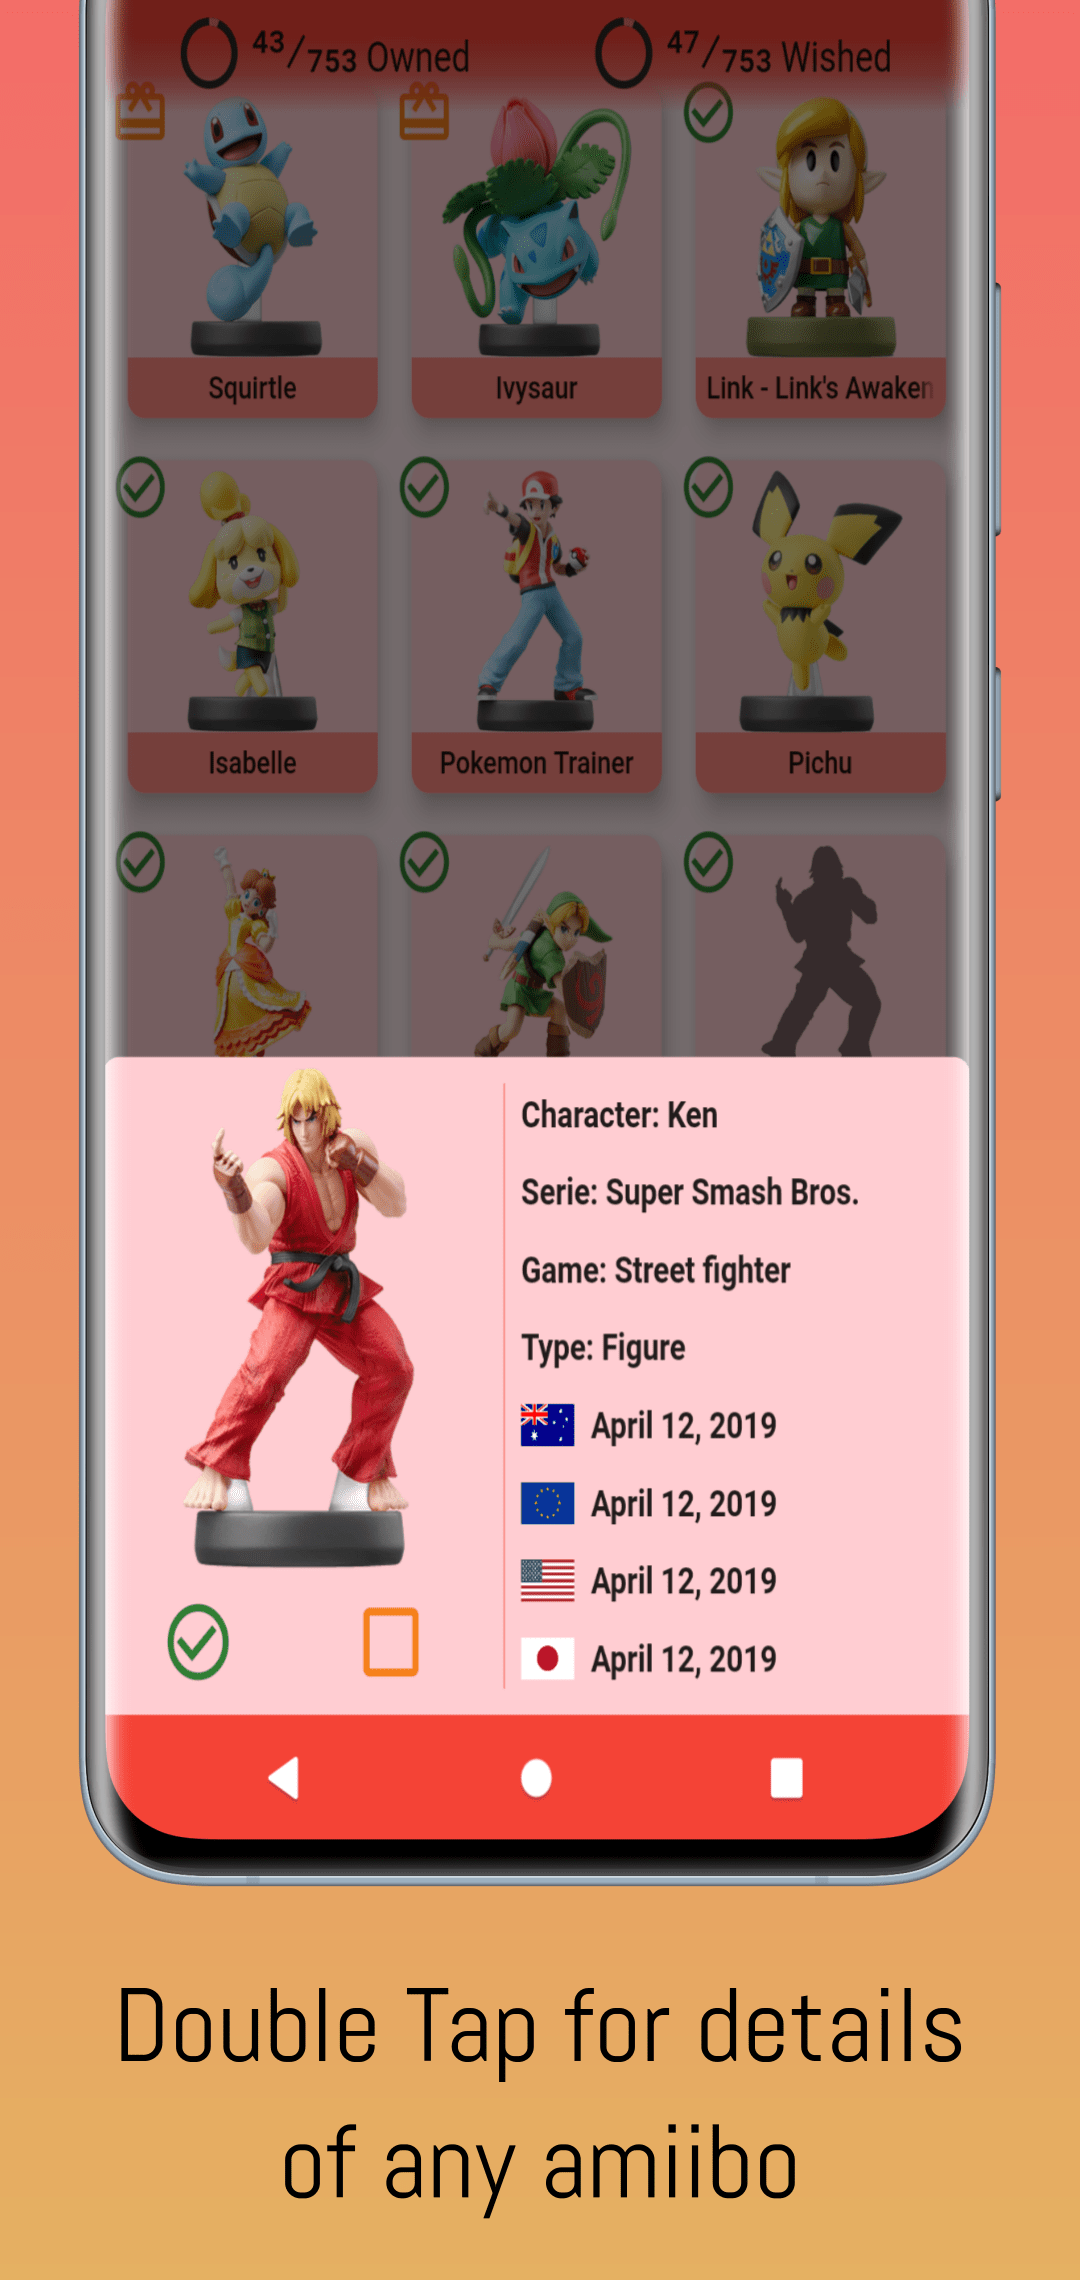 43/753 Owned 47/753 Wished
Squirtle Ivysaur Link - Link's Awaken
Isabelle Pokemon Trainer Pichu
Character: Ken
Serie: Super Smash Bros.
Game: Street fighter
Type: Figure
April 12, 2019
April 12, 2019
April 12, 2019
April 12, 2019
Double Tap for details
of any amiibo